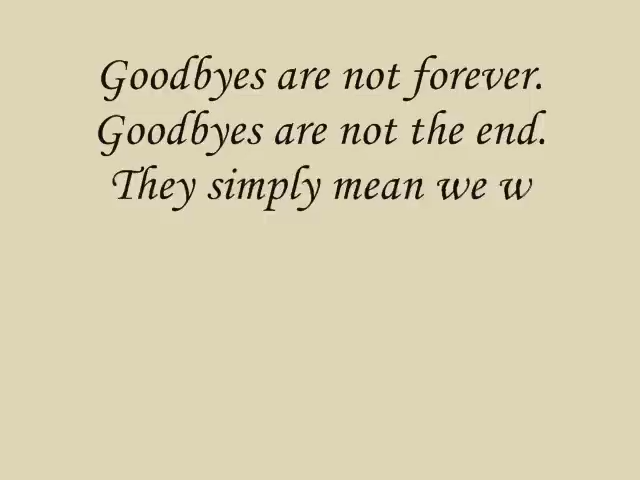 Goodbyes are not forever.
Goodbyes are not the end.
They simply mean we w